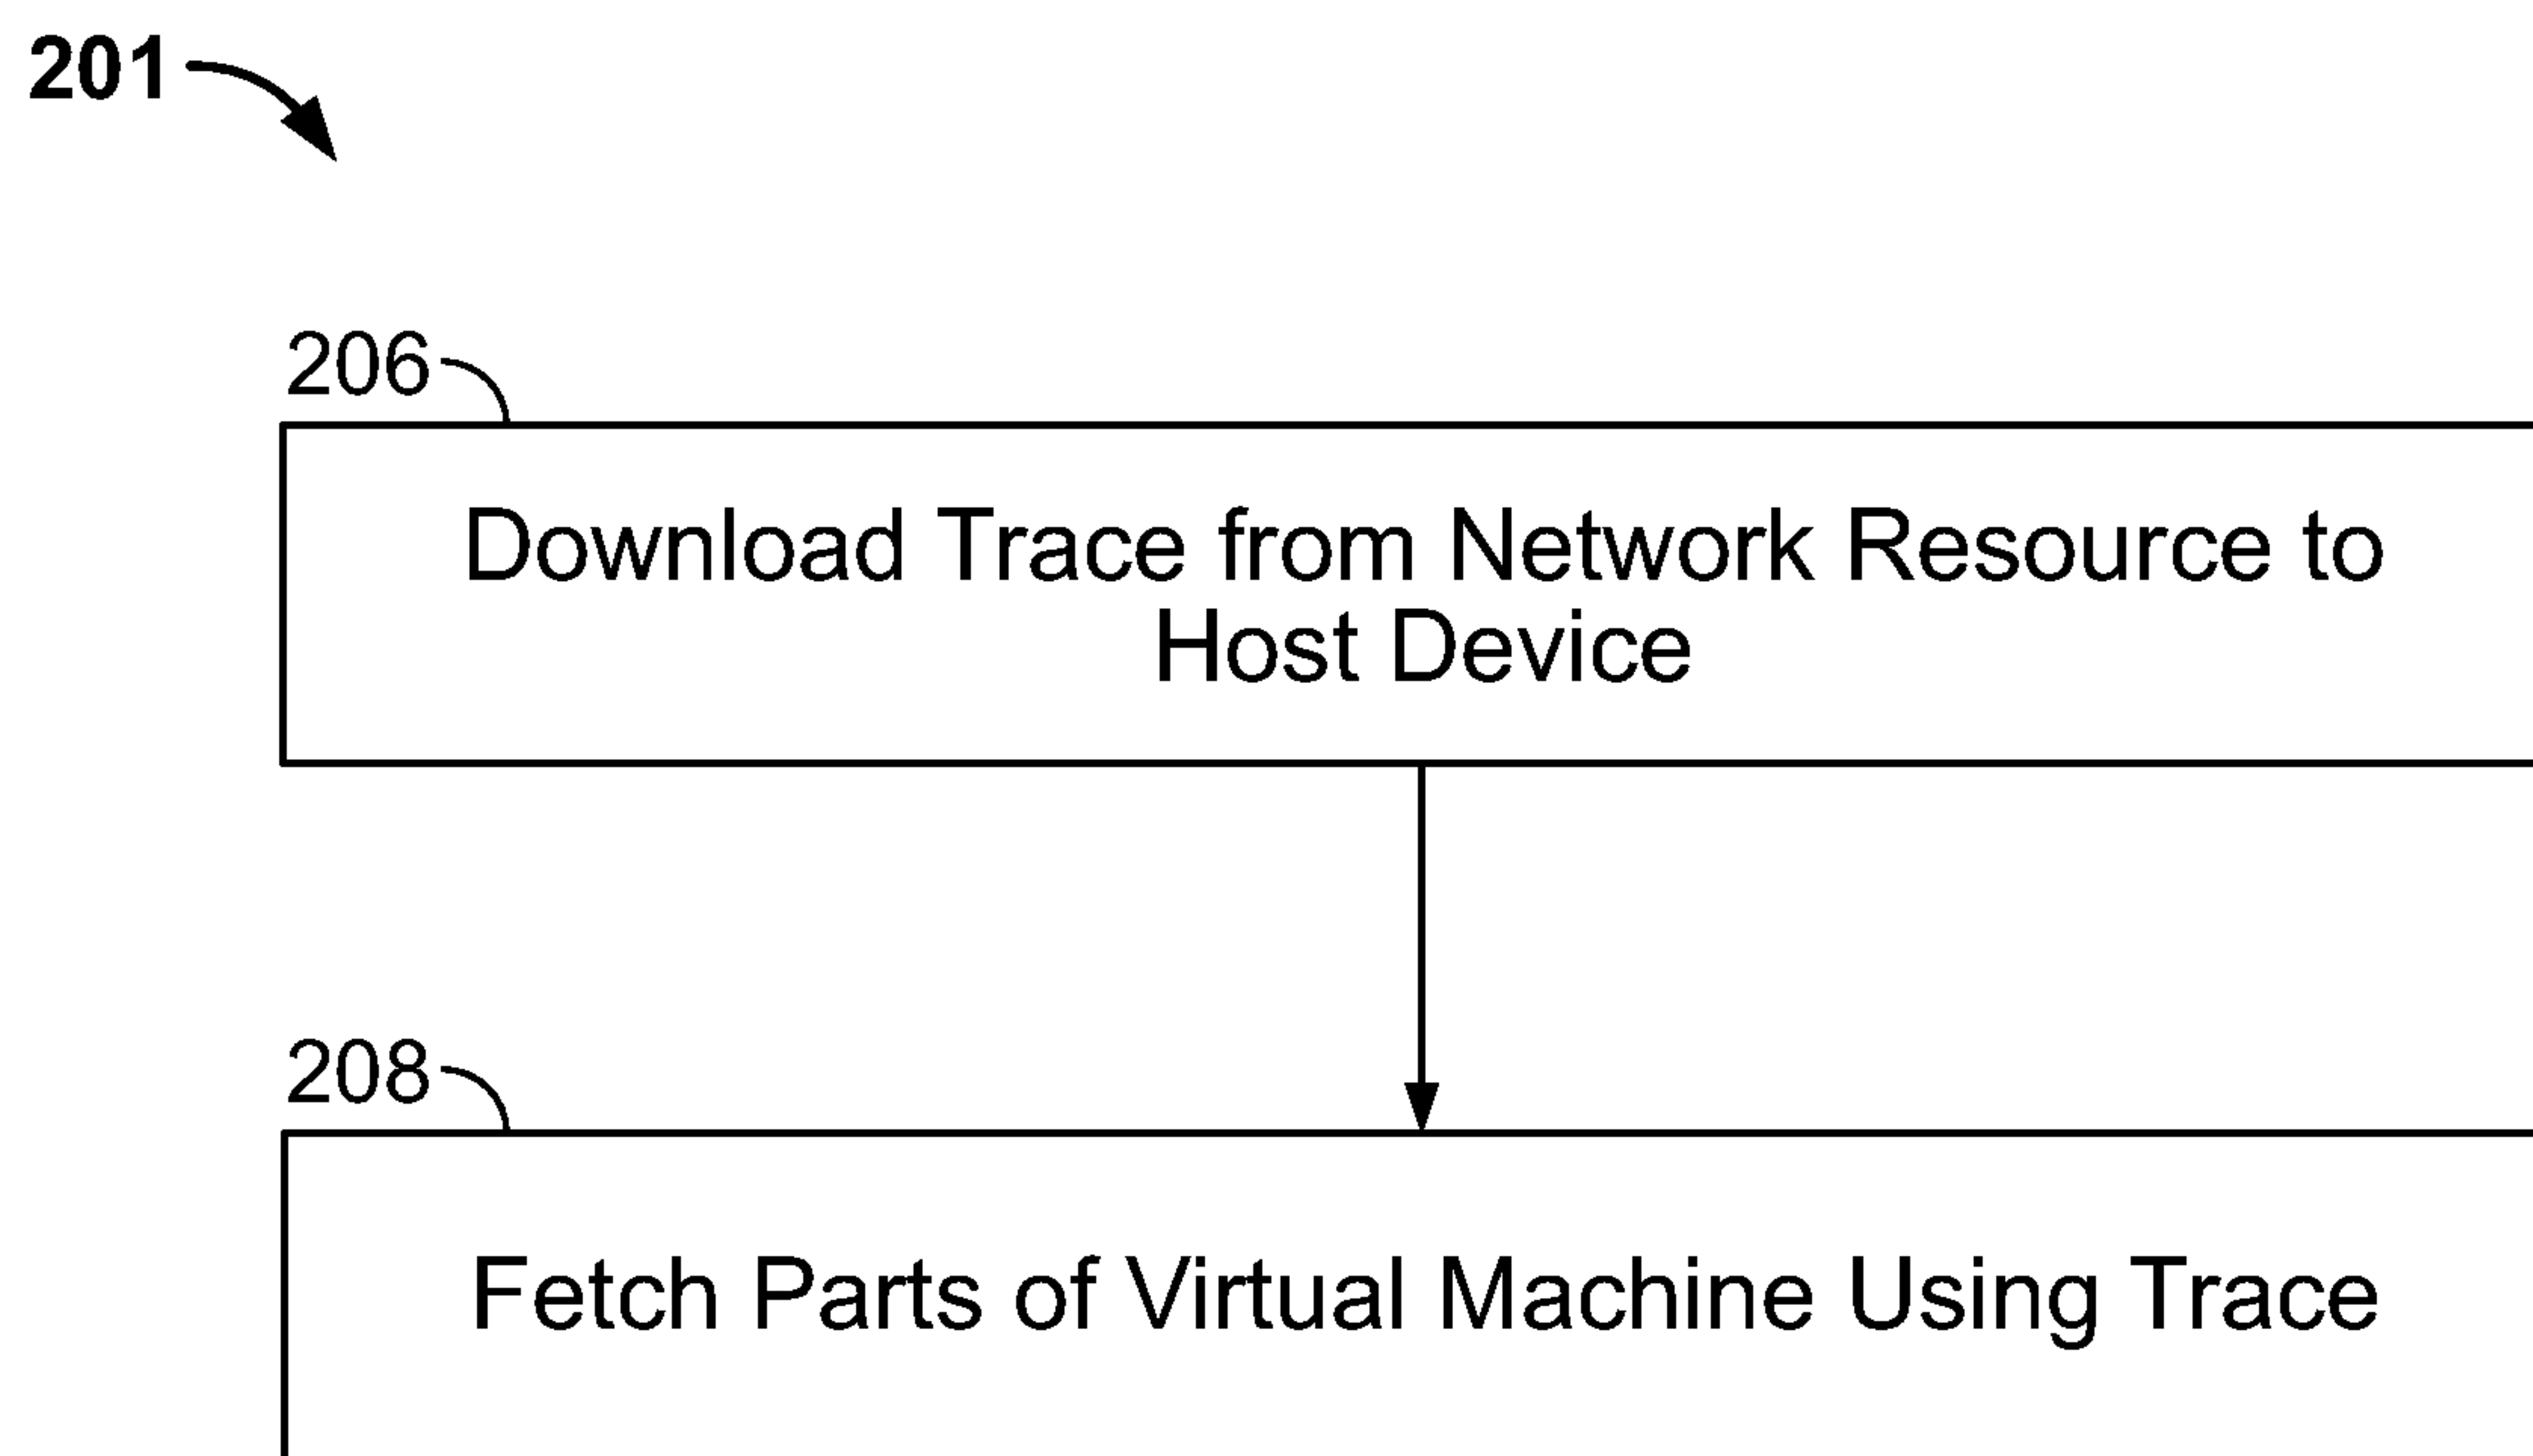 201
206
Download Trace from Network Resource to
Host Device
208
Fetch Parts of Virtual Machine Using Trace